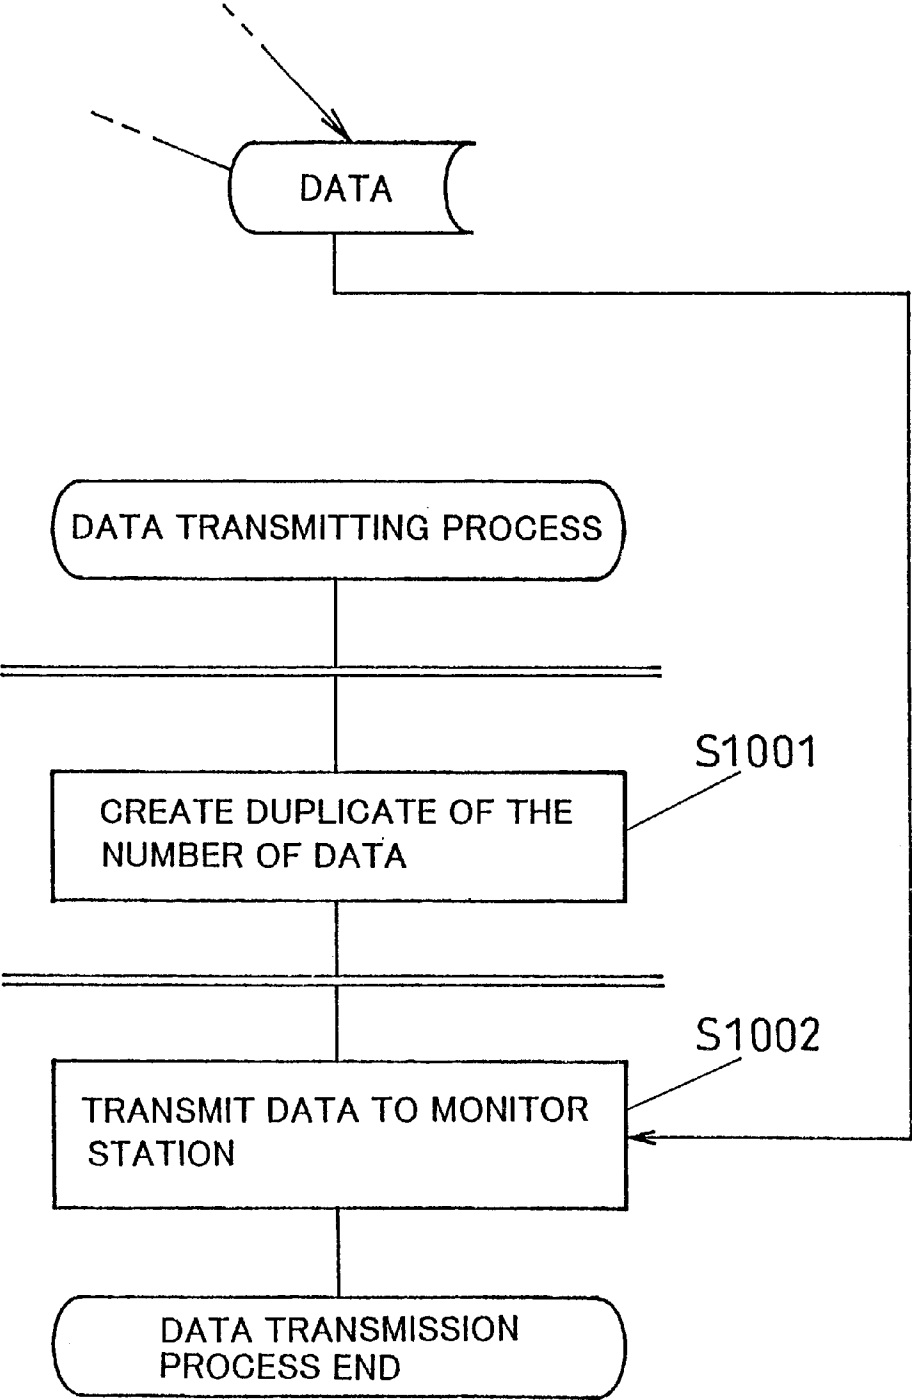 DATA
DATA TRANSMITTING PROCESS
S1001
CREATE DUPLICATE OF THE
NUMBER OF DATA
S1002
TRANSMIT DATA TO MONITOR
STATION
DATA TRANSMISSION
PROCESS END